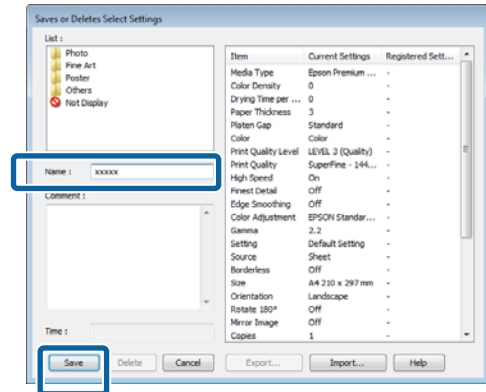 Saves or Deletes Select Settings
List :
Photo
Fine Art
Poster
Others
Not Display
Name : xxxxx
Comment :
Time :
Item Current Settings Registered Sett...
Media Type Epson Premium ... -
Color Density 0 -
Drying Time per ... 0 -
Paper Thickness 3 -
Platen Gap Standard -
Color Color -
Print Quality Level LEVEL 3 (Quality) -
Print Quality SuperFine - 144... -
High Speed On -
Finest Detail Off -
Edge Smoothing Off -
Color Adjustment EPSON Standar... -
Gamma 2.2 -
Setting Default Setting -
Source Sheet -
Borderless Off -
Size A4 210 x 297 mm -
Orientation Landscape -
Rotate 180° Off -
Mirror Image Off -
Copies 1 -
Save Delete Cancel Export... Import... Help